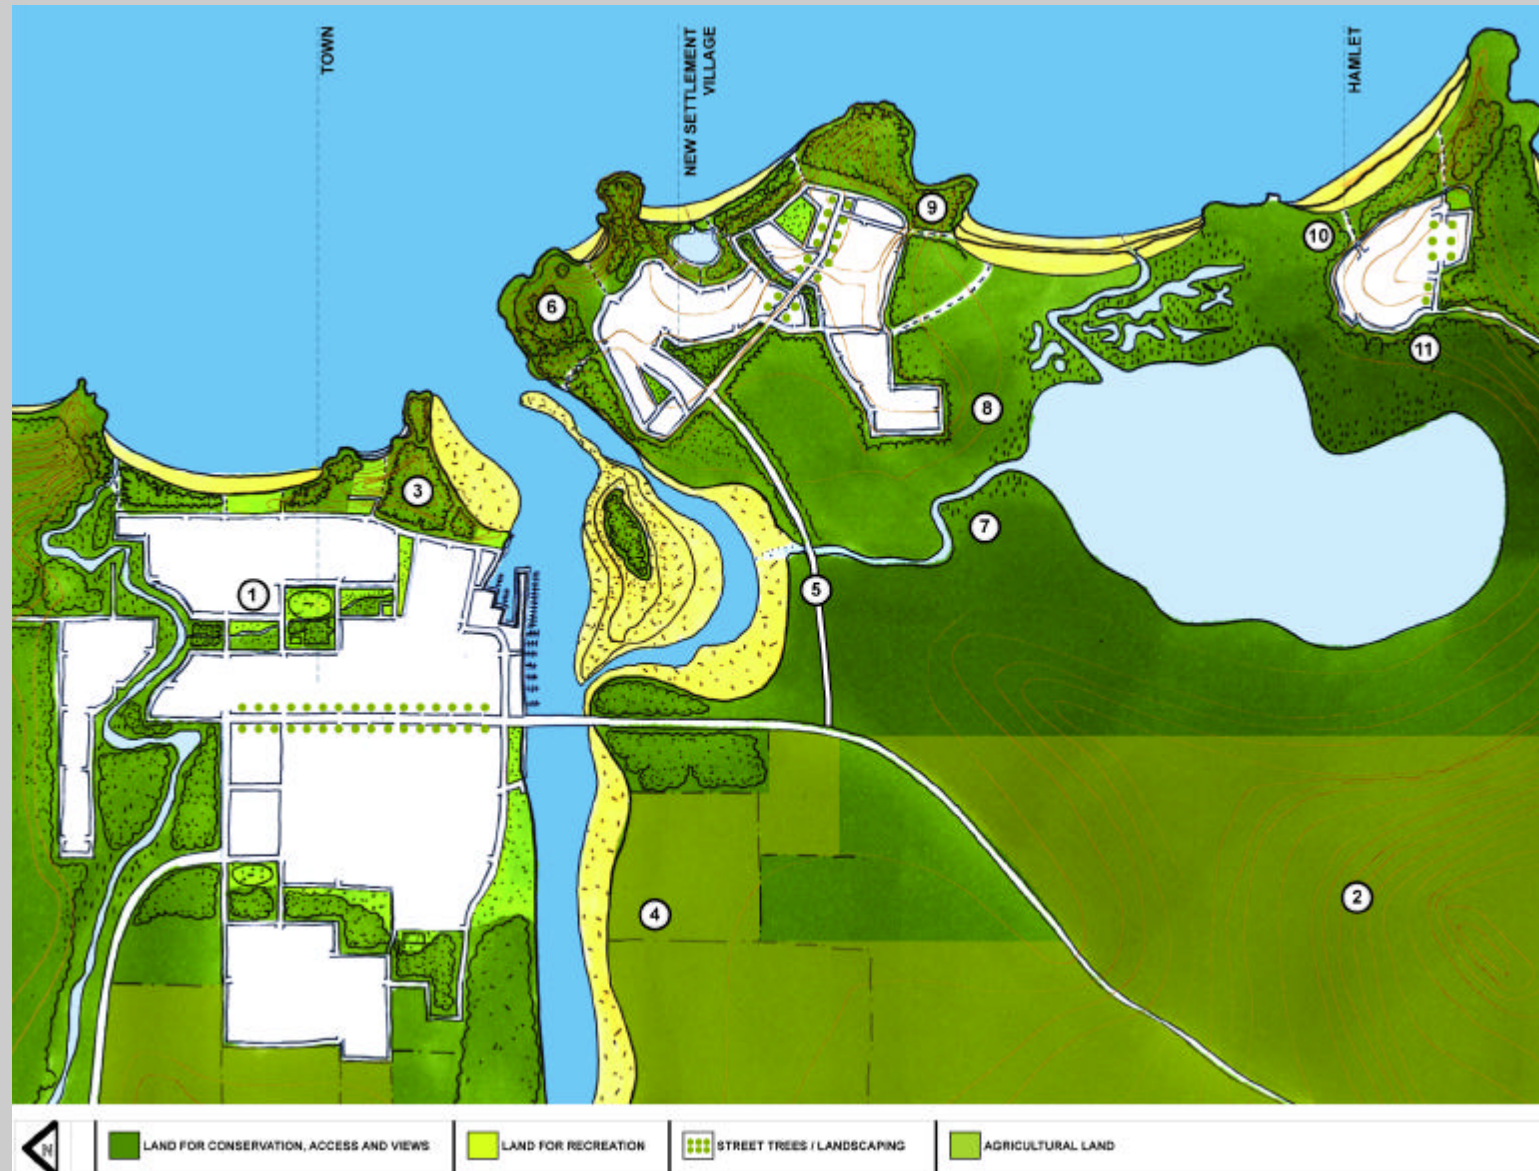 TOWN
NEW SETTLEMENT
VILLAGE
HAMLET
9
10
6
11
8
3
7
5
1
2
4
N
LAND FOR CONSERVATION, ACCESS AND VIEWS
LAND FOR RECREATION
STREET TREES / LANDSCAPING
AGRICULTURAL LAND